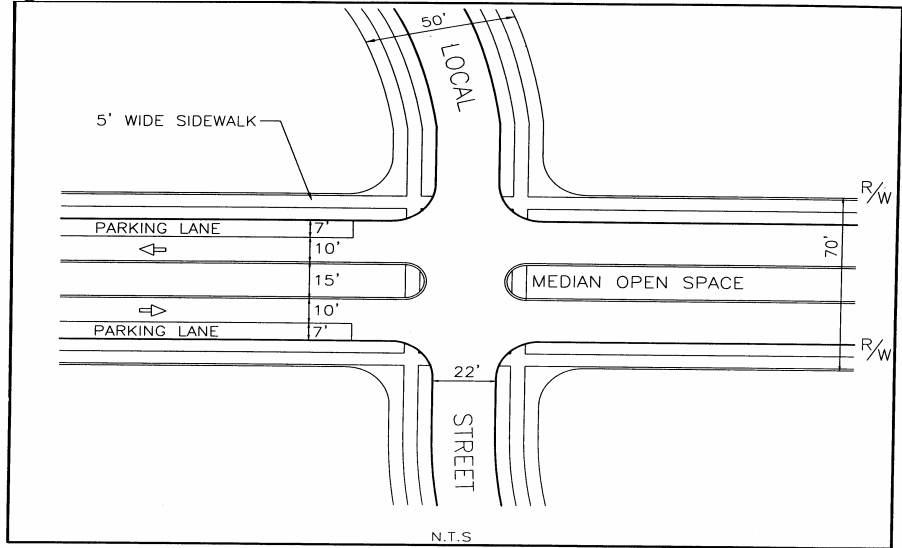 50'
LOCAL
5' WIDE SIDEWALK
R/W
PARKING LANE
7'
10'
70'
15'
MEDIAN OPEN SPACE
10'
PARKING LANE
7'
R/W
22'
STREET
N.T.S